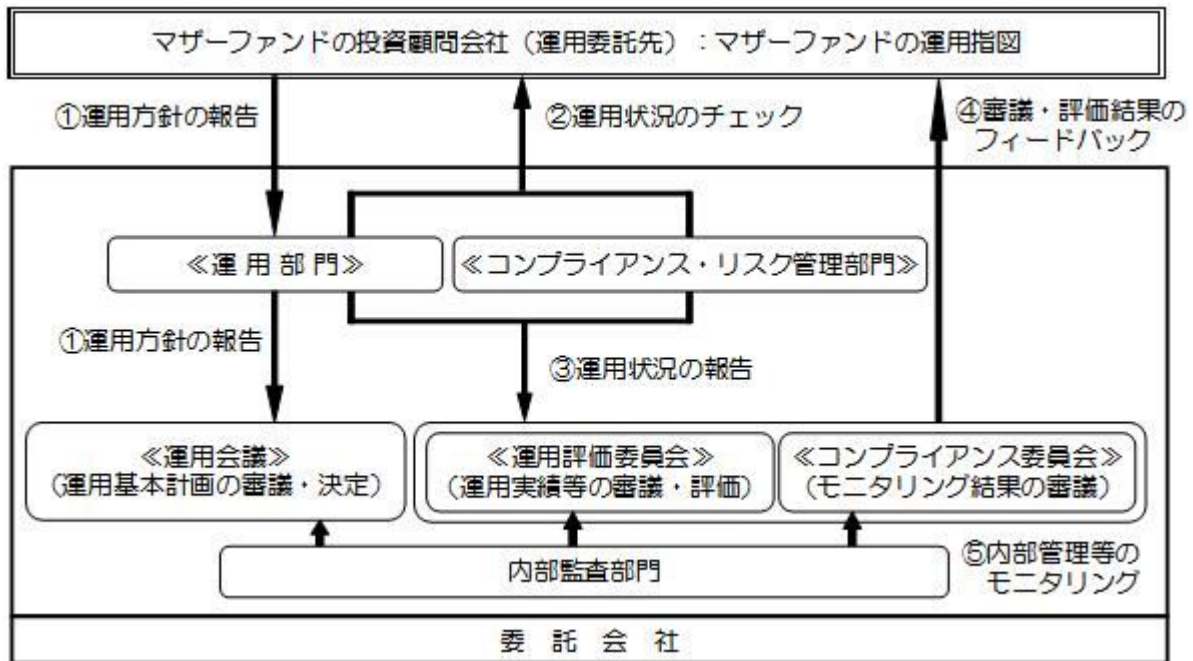 マザーファンドの投資顧問会社（運用委託先）：マザーファンドの運用指図
①運用方針の報告
②運用状況のチェック
④審議・評価結果の
フィードバック
≪運 用 部 門≫
≪コンプライアンス・リスク管理部門≫
①運用方針の報告
③運用状況の報告
≪運用会議≫
（運用基本計画の審議・決定）
≪運用評価委員会≫
（運用実績等の審議・評価）
≪コンプライアンス委員会≫
（モニタリング結果の審議）
内部監査部門
⑤内部管理等の
モニタリング
委 託 会 社